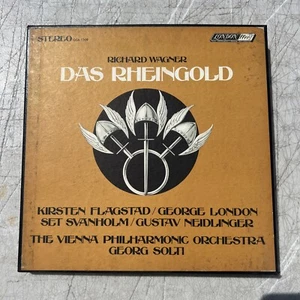 STEREO
LONDON
RICHARD WAGNER
DAS RHEINGOLD
KIRSTEN FLAGSTAD/GEORGE LONDON
SET SVANHOLM/GUSTAV NEIDLINGER
THE VIENNA PHILHARMONIC ORCHESTRA
GEORG SOLTI